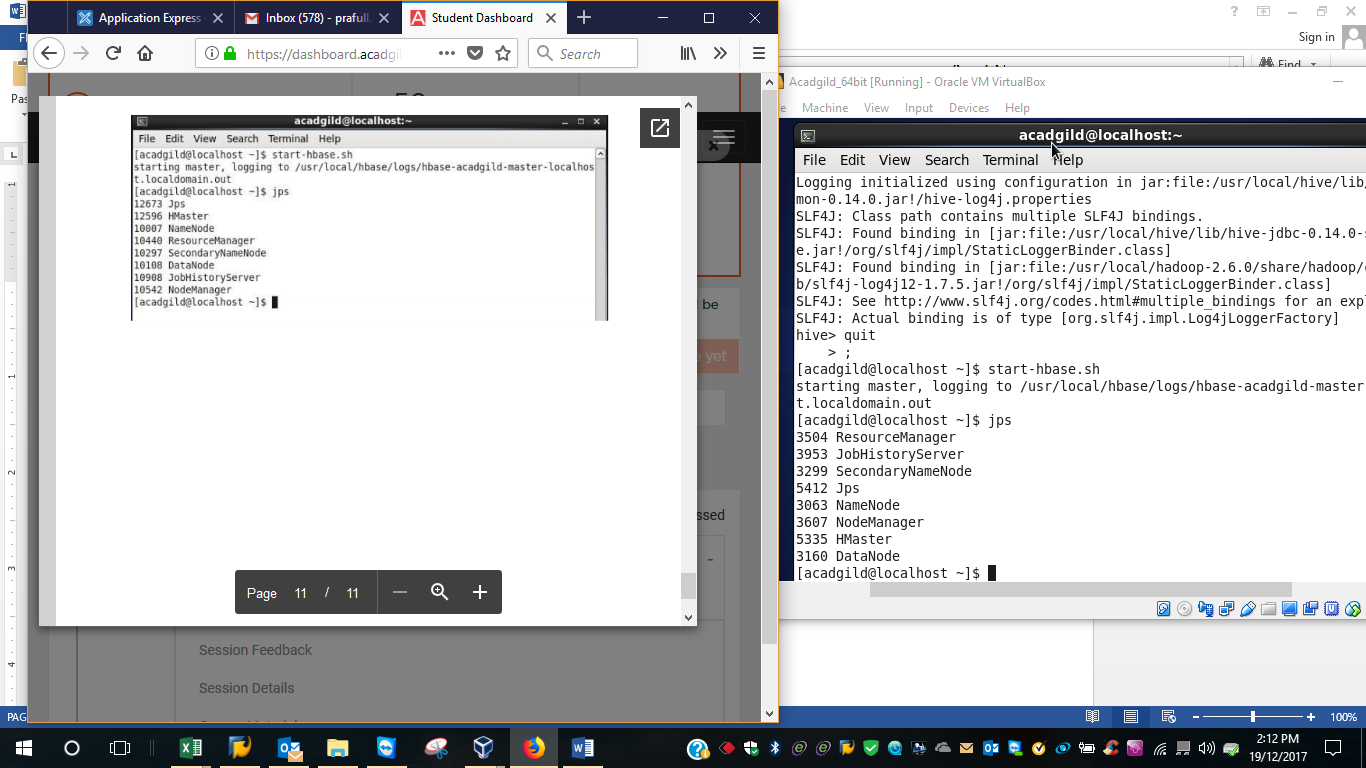 Application Express
Inbox (578) - prafull.
Student Dashboard
https://dashboard.acadgil
Search
Sign in
Find
Acadgild_64bit [Running] - Oracle VM VirtualBox
Machine View Input Devices Help
acadgild@localhost:~
File Edit View Search Terminal Help
[acadgild@localhost ~]$ start-hbase.sh
starting master, logging to /usr/local/hbase/logs/hbase-acadgild-master-localhos
t.localdomain.out
[acadgild@localhost ~]$ jps
12673 Jps
12596 HMaster
10007 NameNode
10440 ResourceManager
10297 SecondaryNameNode
10108 DataNode
10908 JobHistoryServer
10542 NodeManager
[acadgild@localhost ~]$
be
yet
ssed
Page 11 / 11
Session Feedback
Session Details
acadgild@localhost:~
File Edit View Search Terminal Help
Logging initialized using configuration in jar:file:/usr/local/hive/lib/
mon-0.14.0.jar!/hive-log4j.properties
SLF4J: Class path contains multiple SLF4J bindings.
SLF4J: Found binding in [jar:file:/usr/local/hive/lib/hive-jdbc-0.14.0-s
e.jar!/org/slf4j/impl/StaticLoggerBinder.class]
SLF4J: Found binding in [jar:file:/usr/local/hadoop-2.6.0/share/hadoop/c
b/slf4j-log4j12-1.7.5.jar!/org/slf4j/impl/StaticLoggerBinder.class]
SLF4J: See http://www.slf4j.org/codes.html#multiple_bindings for an expl
SLF4J: Actual binding is of type [org.slf4j.impl.Log4jLoggerFactory]
hive> quit
> ;
[acadgild@localhost ~]$ start-hbase.sh
starting master, logging to /usr/local/hbase/logs/hbase-acadgild-master
t.localdomain.out
[acadgild@localhost ~]$ jps
3504 ResourceManager
3953 JobHistoryServer
3299 SecondaryNameNode
5412 Jps
3063 NameNode
3607 NodeManager
5335 HMaster
3160 DataNode
[acadgild@localhost ~]$
PAG
100%
2:12 PM
19/12/2017